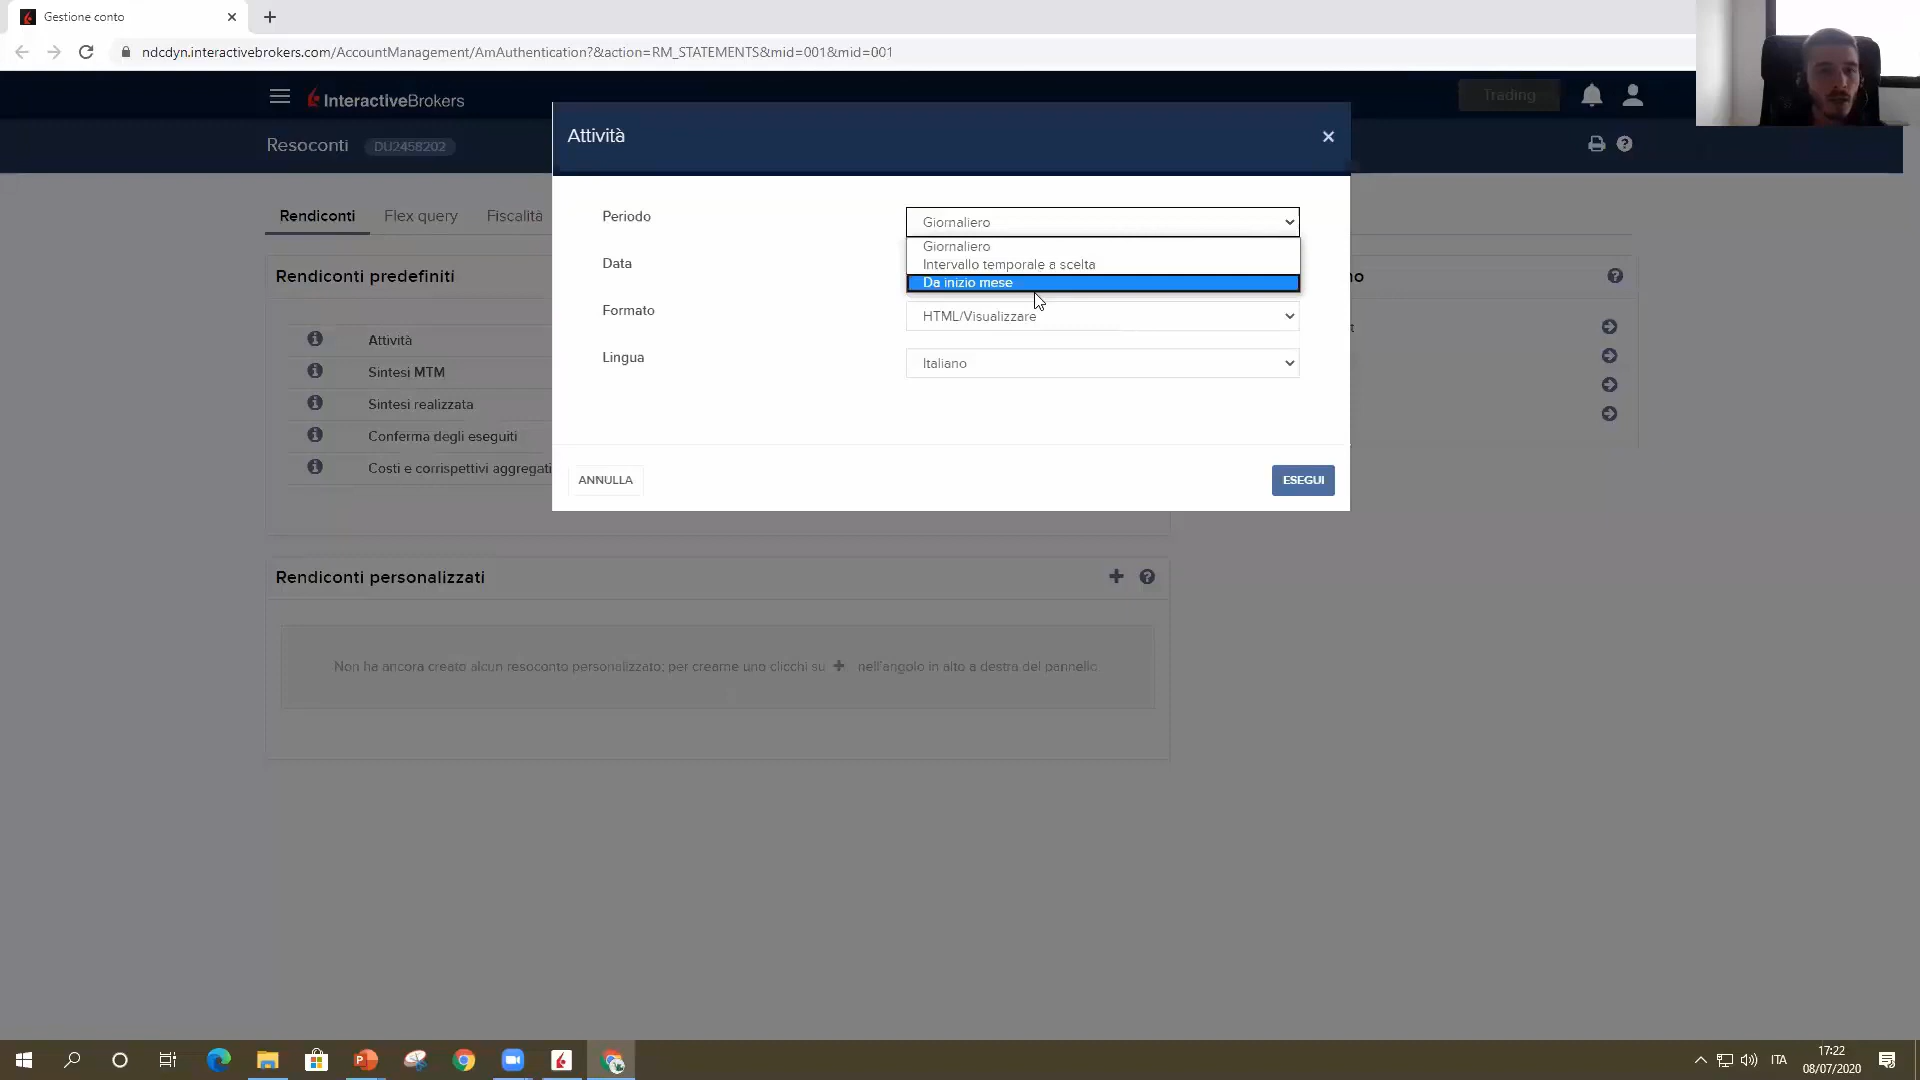 Gestione conto
ndcdyn.interactivebrokers.com/AccountManagement/AmAuthentication?&action=RM_STATEMENTS&mid=001&mid=001
InteractiveBrokers
Trading
Resoconti DU2458202
Attività
Rendiconti Flex query Fiscalità
Periodo
Giornaliero
Giornaliero
Intervallo temporale a scelta
Da inizio mese
Data
Formato
HTML/Visualizzare
Lingua
Italiano
ANNULLA
ESEGUI
Rendiconti predefiniti
Attività
Sintesi MTM
Sintesi realizzata
Conferma degli eseguiti
Costi e corrispettivi aggregati
Rendiconti personalizzati
Non ha ancora creato alcun resoconto personalizzato; per crearne uno clicchi su + nell'angolo in alto a destra del pannello
ITA
17:22
08/07/2020